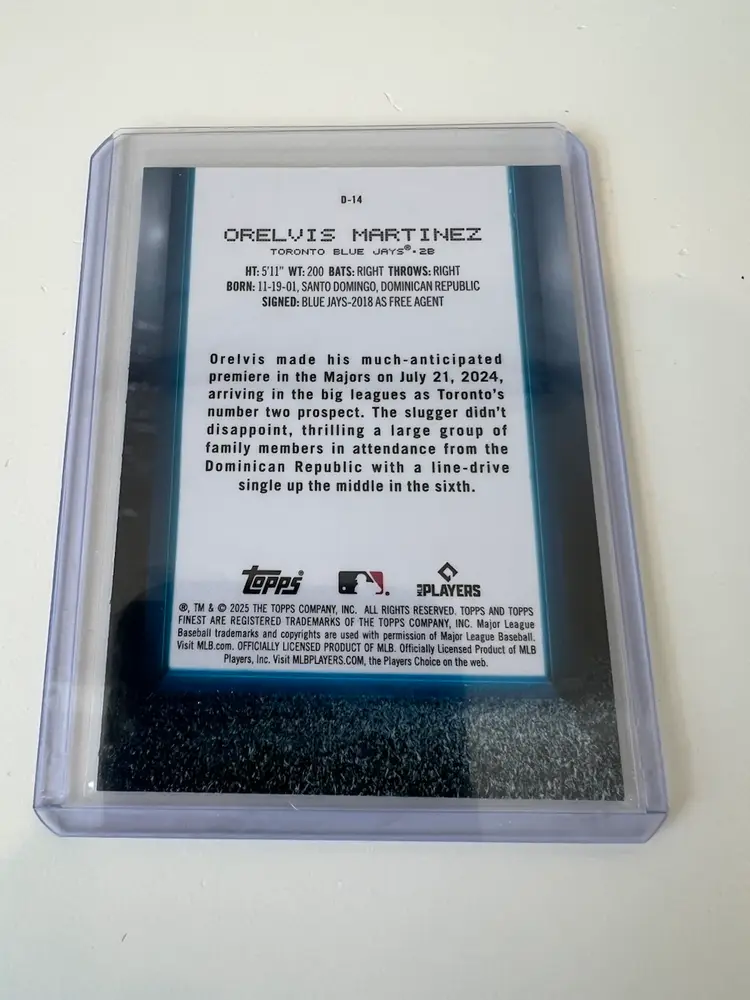 D-14
ORELVIS MARTINEZ
TORONTO BLUE JAYS®•2B
HT: 5'11" WT: 200 BATS: RIGHT THROWS: RIGHT
BORN: 11-19-01, SANTO DOMINGO, DOMINICAN REPUBLIC
SIGNED: BLUE JAYS-2018 AS FREE AGENT
Orelvis made his much-anticipated
premiere in the Majors on July 21, 2024,
arriving in the big leagues as Toronto's
number two prospect. The slugger didn't
disappoint, thrilling a large group of
family members in attendance from the
Dominican Republic with a line-drive
single up the middle in the sixth.
Topps® MLB PLAYERS
®, TM & © 2025 THE TOPPS COMPANY, INC. ALL RIGHTS RESERVED. TOPPS AND TOPPS
FINEST ARE REGISTERED TRADEMARKS OF THE TOPPS COMPANY, INC. Major League
Baseball trademarks and copyrights are used with permission of Major League Baseball.
Visit MLB.com. OFFICIALLY LICENSED PRODUCT OF MLB. Officially Licensed Product of MLB
Players, Inc. Visit MLBPLAYERS.COM, the Players Choice on the web.